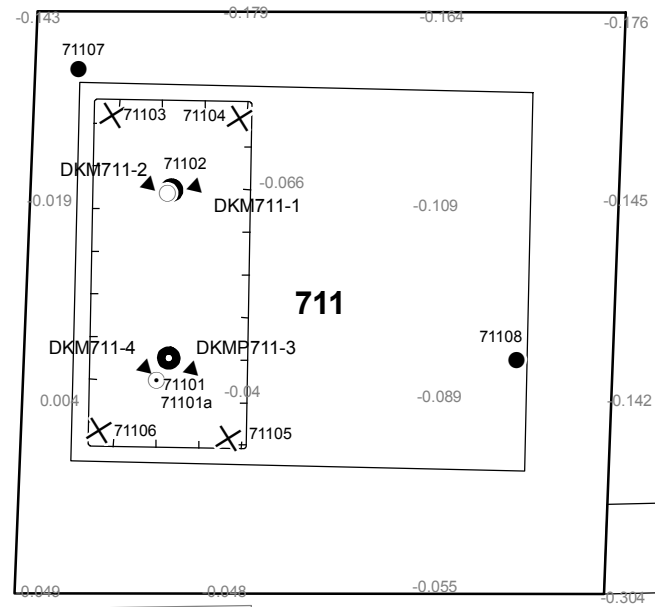 -0.143 -0.179 -0.164 -0.176
71107
71103 71104
DKM711-2 71102
-0.066
DKM711-1
-0.019 -0.109 -0.145
711
71108
DKM711-4 DKMP711-3
71101
-0.04 -0.089
71101a
0.004 -0.142
71106 71105
-0.049 -0.048 -0.055 -0.304